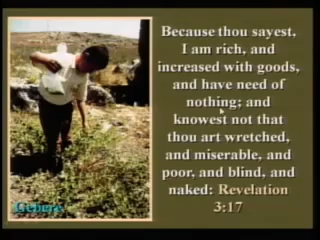 Because thou sayest,
I am rich, and
increased with goods,
and have need of
nothing; and
knowest not that
thou art wretched,
and miserable, and
poor, and blind, and
naked: Revelation
3:17
Gebere